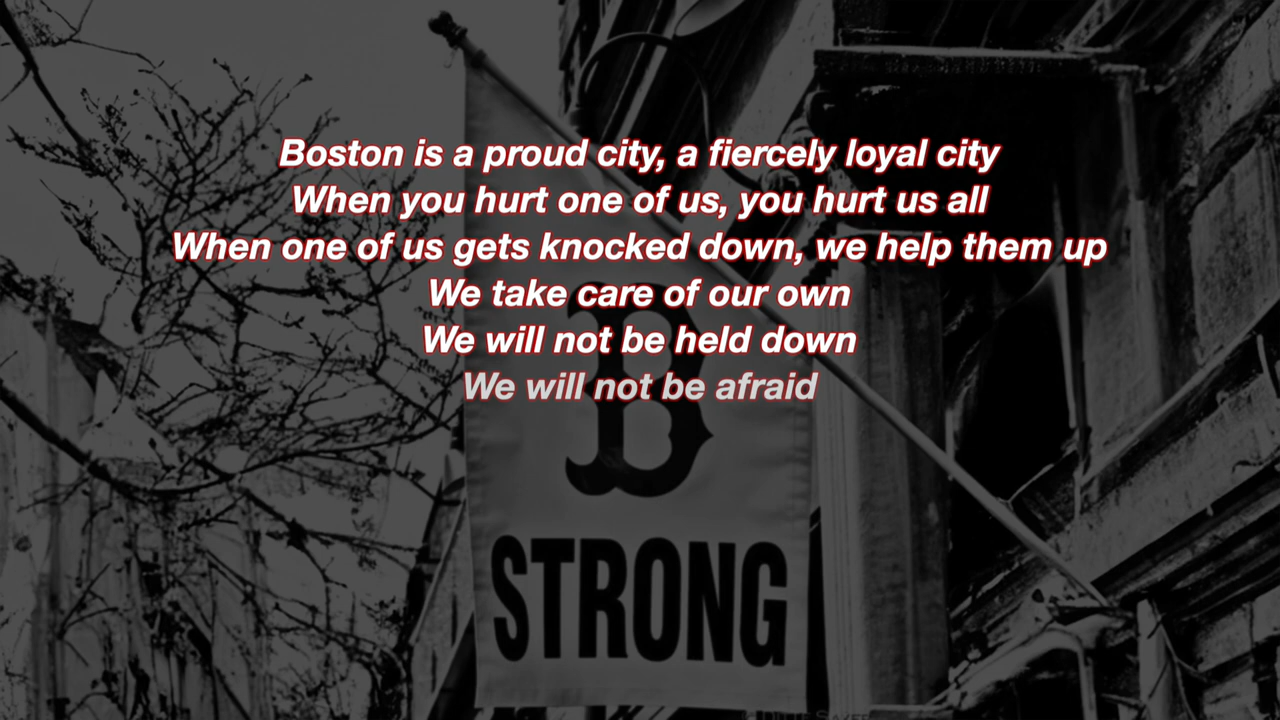 Boston is a proud city, a fiercely loyal city
When you hurt one of us, you hurt us all
When one of us gets knocked down, we help them up
We take care of our own
We will not be held down
We will not be afraid
B
STRONG